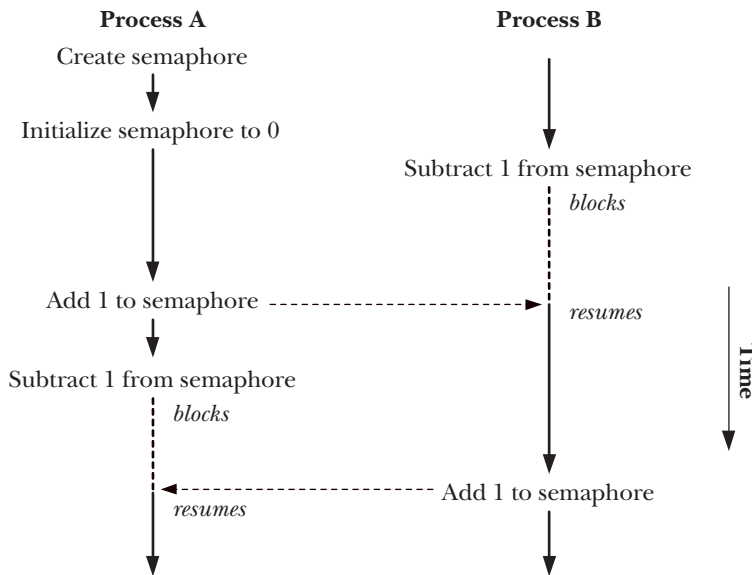 Process A
Process B
Create semaphore
Initialize semaphore to 0
Subtract 1 from semaphore
blocks
Add 1 to semaphore
resumes
Subtract 1 from semaphore
blocks
Time
Add 1 to semaphore
resumes